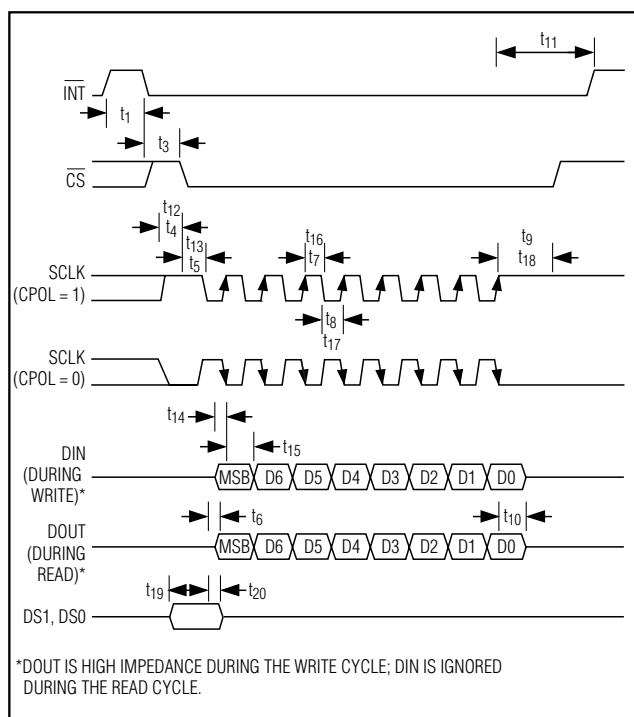 t11
INT
t1
t3
CS
t12
t4
t13
t5
t16
t7
t9
t18
SCLK
(CPOL = 1)
t8
t17
SCLK
(CPOL = 0)
t14
t15
DIN
(DURING
WRITE)*
MSB D6 D5 D4 D3 D2 D1 D0
t6
t10
DOUT
(DURING
READ)*
MSB D6 D5 D4 D3 D2 D1 D0
t19
t20
DS1, DS0
*DOUT IS HIGH IMPEDANCE DURING THE WRITE CYCLE; DIN IS IGNORED
DURING THE READ CYCLE.